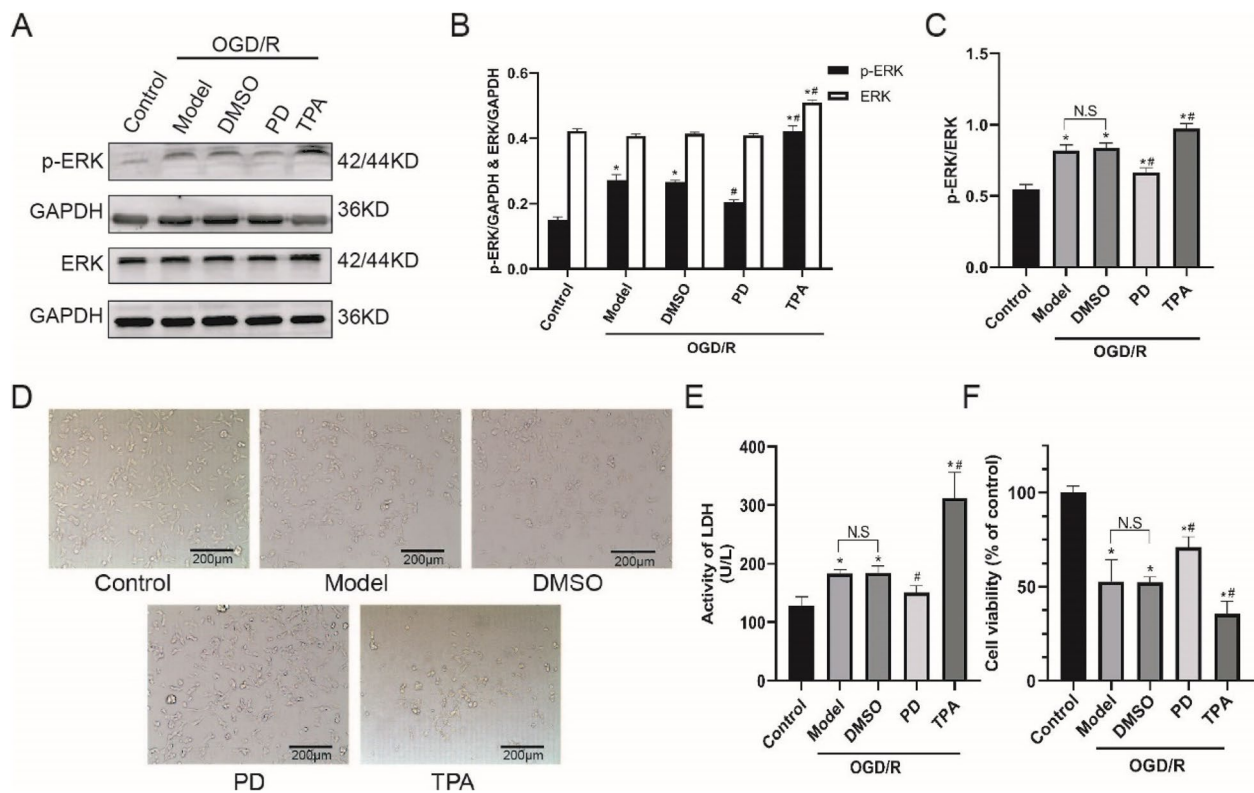 A
OGD/R
Control
Model
DMSO
PD
TPA
p-ERK
42/44KD
GAPDH
36KD
ERK
42/44KD
GAPDH
36KD
B
p-ERK/GAPDH & ERK/GAPDH
0.6
0.4
0.2
0.0
p-ERK
ERK
*
*
#
*#
*#
Control
Model
DMSO
PD
TPA
OGD/R
C
p-ERK/ERK
1.5
1.0
0.5
0.0
N.S
*
*
*#
*#
Control
Model
DMSO
PD
TPA
OGD/R
D
200μm
Control
200μm
Model
200μm
DMSO
200μm
PD
200μm
TPA
E
Activity of LDH
(U/L)
400
300
200
100
0
N.S
*
*
#
*#
Control
Model
DMSO
PD
TPA
OGD/R
F
Cell viability (% of control)
100
50
0
N.S
*
*
*#
*#
Control
Model
DMSO
PD
TPA
OGD/R